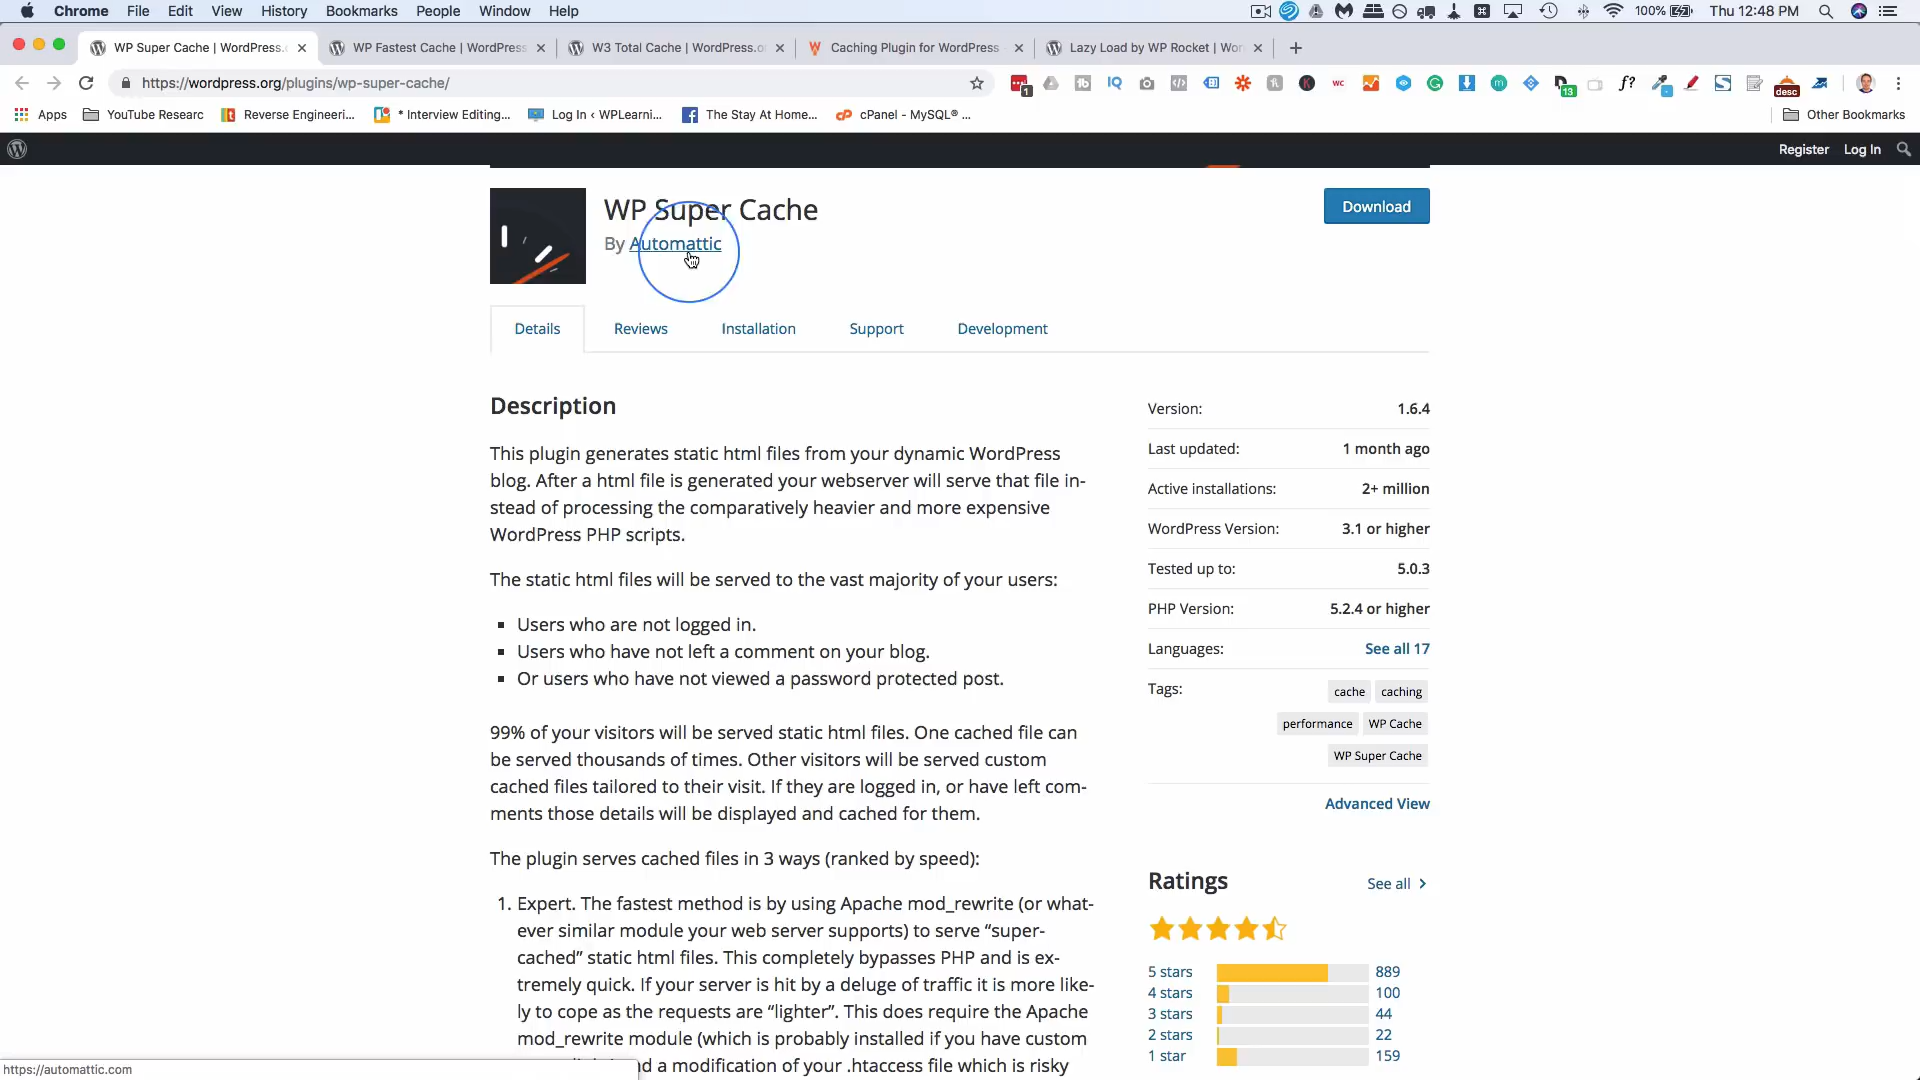 Chrome File Edit View History Bookmarks People Window Help
100% Thu 12:48 PM
WP Super Cache | WordPress.
WP Fastest Cache | WordPress
W3 Total Cache | WordPress.o
Caching Plugin for WordPress
Lazy Load by WP Rocket | Wor
https://wordpress.org/plugins/wp-super-cache/
1
13
desc
Apps YouTube Researc Reverse Engineeri... * Interview Editing... Log In ‹ WPLearni... The Stay At Home... cPanel - MySQL® ... Other Bookmarks
Register Log In
WP Super Cache
By Automattic
Download
Details Reviews Installation Support Development
Description
This plugin generates static html files from your dynamic WordPress
blog. After a html file is generated your webserver will serve that file in-
stead of processing the comparatively heavier and more expensive
WordPress PHP scripts.
The static html files will be served to the vast majority of your users:
Users who are not logged in.
Users who have not left a comment on your blog.
Or users who have not viewed a password protected post.
99% of your visitors will be served static html files. One cached file can
be served thousands of times. Other visitors will be served custom
cached files tailored to their visit. If they are logged in, or have left com-
ments those details will be displayed and cached for them.
The plugin serves cached files in 3 ways (ranked by speed):
1. Expert. The fastest method is by using Apache mod_rewrite (or what-
ever similar module your web server supports) to serve “super-
cached” static html files. This completely bypasses PHP and is ex-
tremely quick. If your server is hit by a deluge of traffic it is more like-
ly to cope as the requests are “lighter”. This does require the Apache
mod_rewrite module (which is probably installed if you have custom
a modification of your .htaccess file which is risky
Version: 1.6.4
Last updated: 1 month ago
Active installations: 2+ million
WordPress Version: 3.1 or higher
Tested up to: 5.0.3
PHP Version: 5.2.4 or higher
Languages: See all 17
Tags: cache caching
performance WP Cache
WP Super Cache
Advanced View
Ratings See all
5 stars 889
4 stars 100
3 stars 44
2 stars 22
1 star 159
https://automattic.com